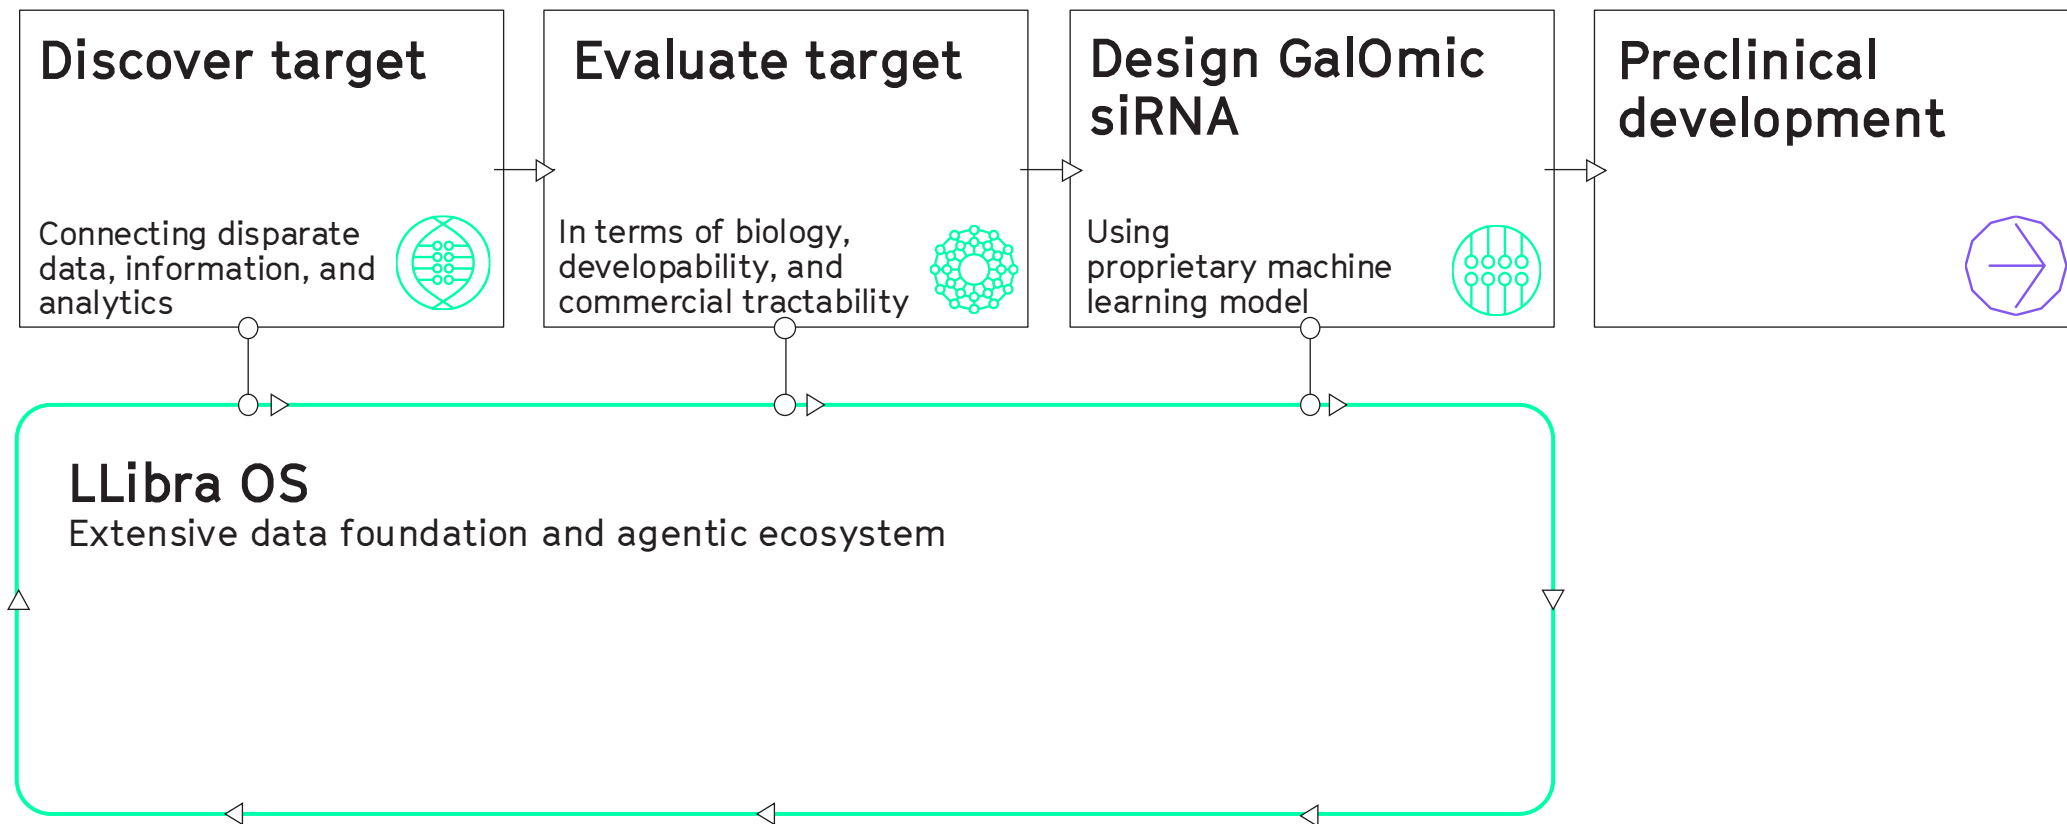 Discover target
Connecting disparate
data, information, and
analytics
Evaluate target
In terms of biology,
developability, and
commercial tractability
Design GalOmic
siRNA
Using
proprietary machine
learning model
Preclinical
development
LLibra OS
Extensive data foundation and agentic ecosystem